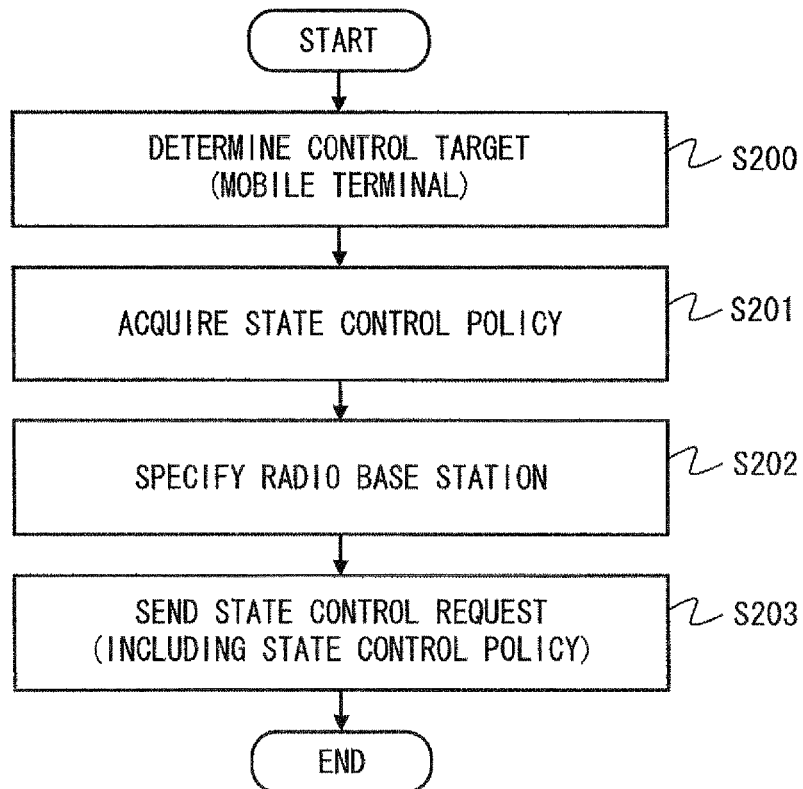 START
DETERMINE CONTROL TARGET
(MOBILE TERMINAL)
S200
ACQUIRE STATE CONTROL POLICY
S201
SPECIFY RADIO BASE STATION
S202
SEND STATE CONTROL REQUEST
(INCLUDING STATE CONTROL POLICY)
S203
END